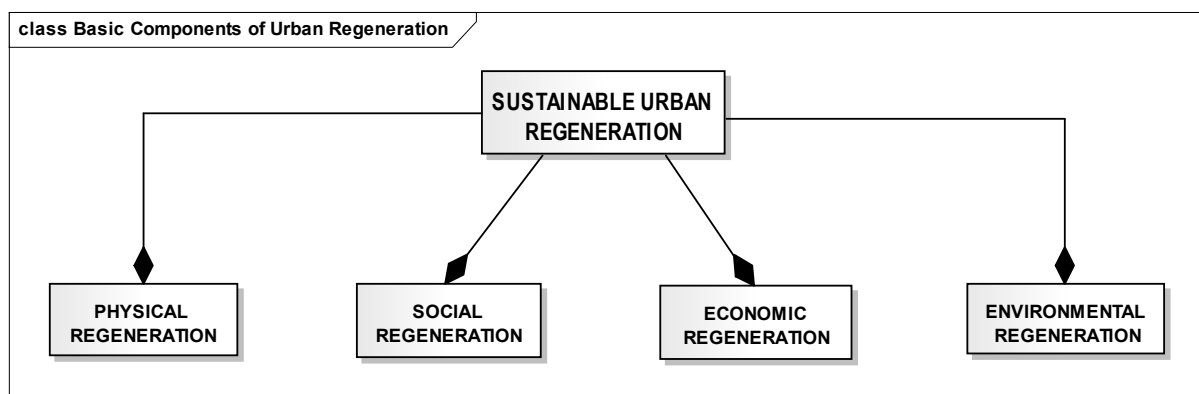 class Basic Components of Urban Regeneration
SUSTAINABLE URBAN
REGENERATION
PHYSICAL
REGENERATION
SOCIAL
REGENERATION
ECONOMIC
REGENERATION
ENVIRONMENTAL
REGENERATION